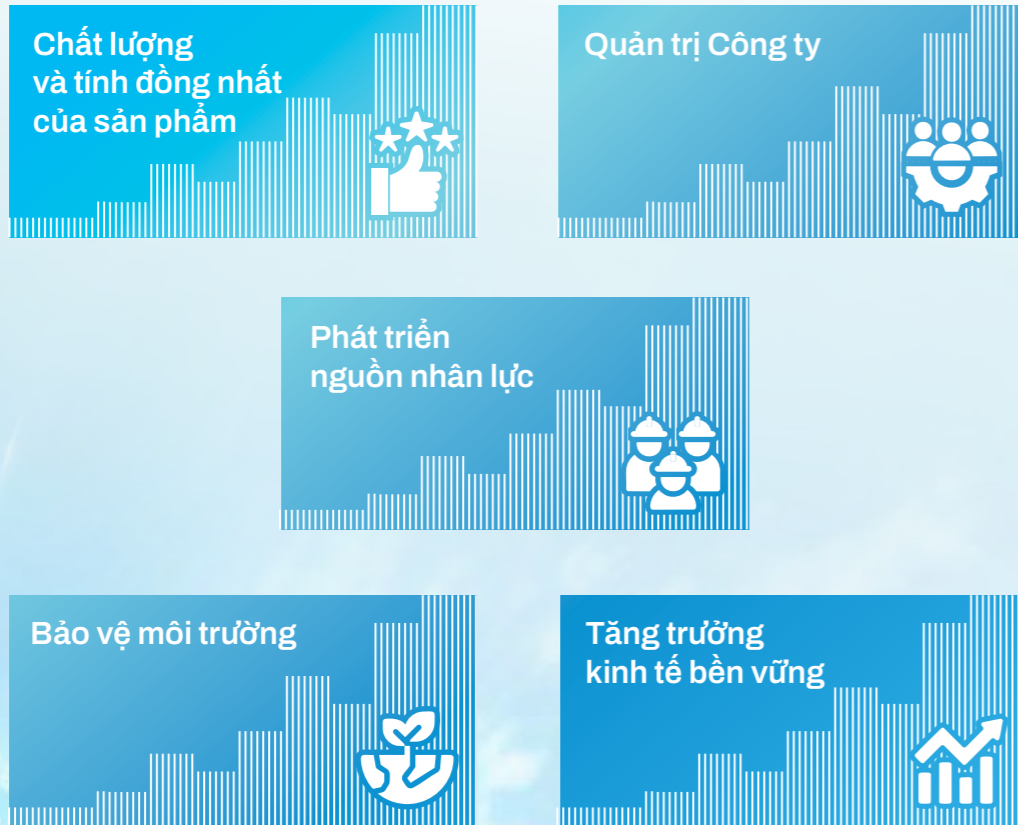 Chất lượng
và tính đồng nhất
của sản phẩm
Quản trị Công ty
Phát triển
nguồn nhân lực
Bảo vệ môi trường
Tăng trưởng
kinh tế bền vững